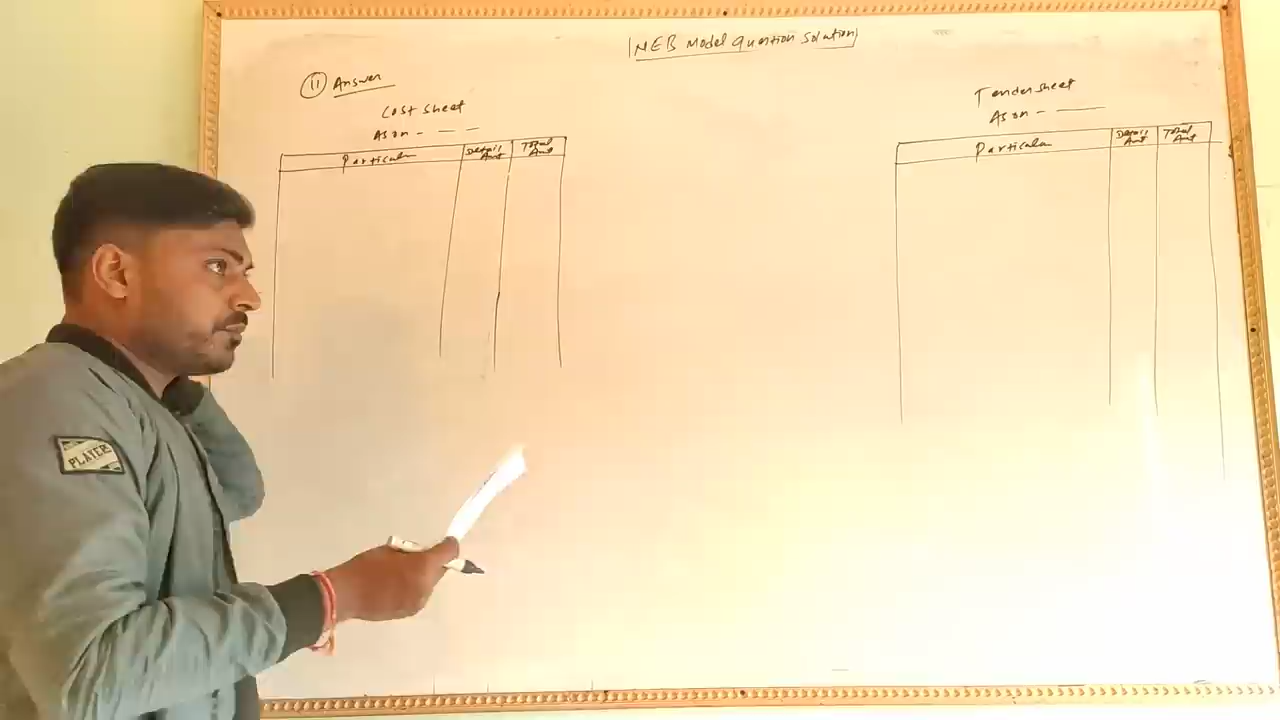 NEB Model Question Solution
11 Answer
Cost sheet
As on - — —
Particular Details Amt Total Amt
Tender sheet
As on - ——
Particular Details Amt Total Amt
PLAYER